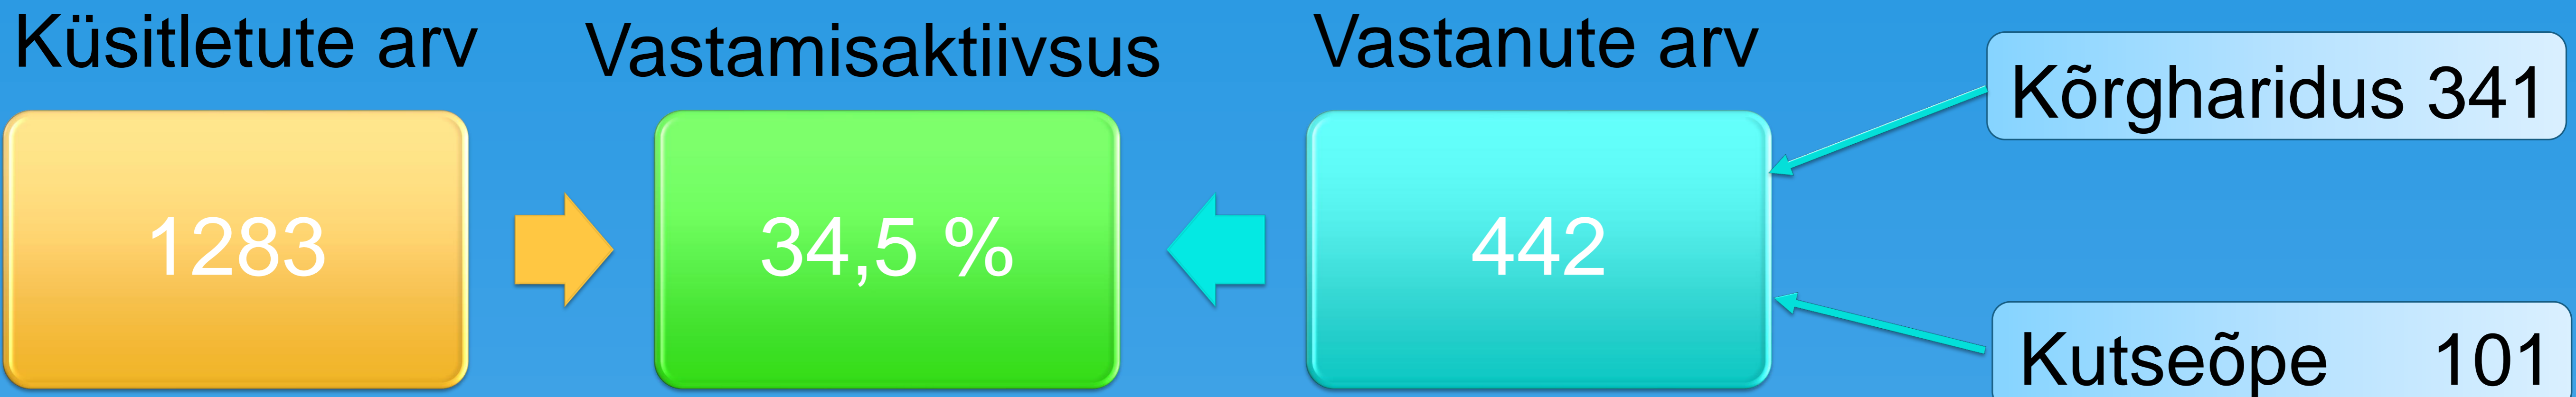 Küsitletute arv
Vastamisaktiivsus
Vastanute arv
Kõrgharidus 341
1283
34,5 %
442
Kutseõpe 101